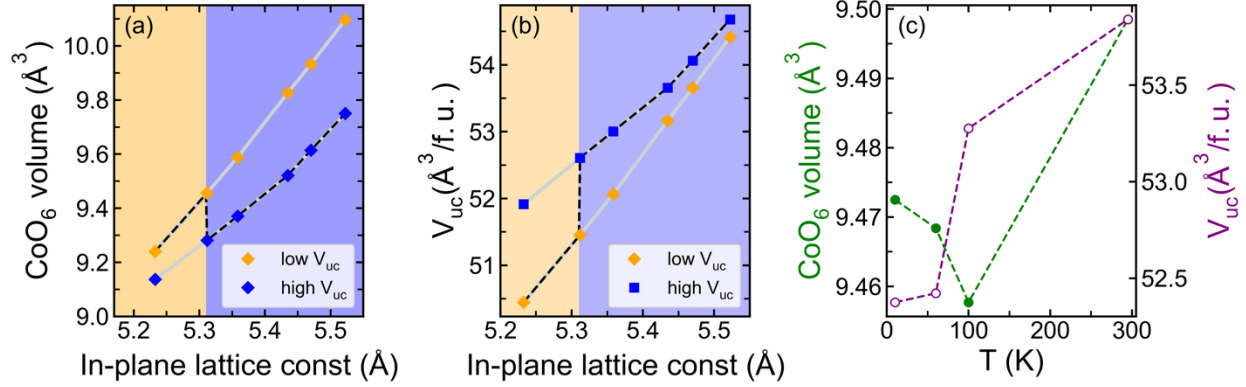 (a)
CoO6 volume (Å3)
10.0
9.8
9.6
9.4
9.2
9.0
low Vuc
high Vuc
5.2 5.3 5.4 5.5
In-plane lattice const (Å)
(b)
Vuc(Å3/f. u.)
54
53
52
51
low Vuc
high Vuc
5.2 5.3 5.4 5.5
In-plane lattice const (Å)
(c)
CoO6 volume (Å3)
9.50
9.49
9.48
9.47
9.46
0 100 200 300
T (K)
53.5
53.0
52.5
Vuc(Å3/f. u.)